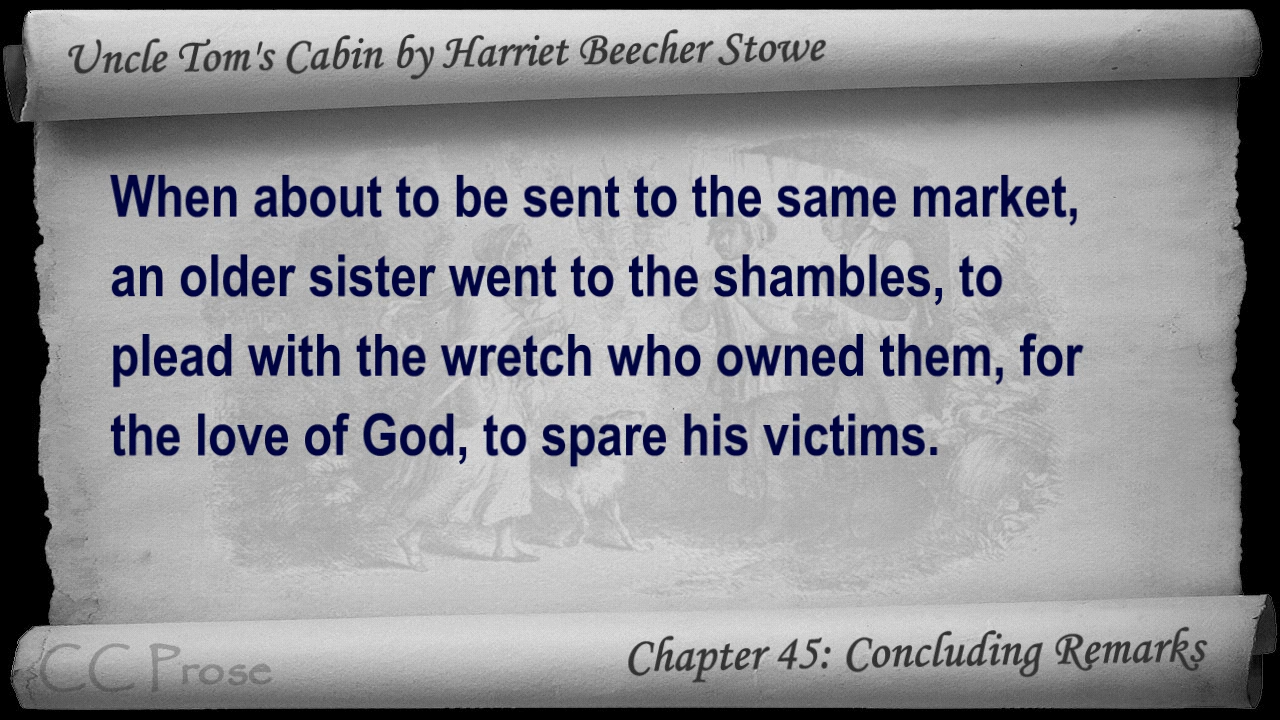 Uncle Tom's Cabin by Harriet Beecher Stowe
When about to be sent to the same market,
an older sister went to the shambles, to
plead with the wretch who owned them, for
the love of God, to spare his victims.
CC Prose
Chapter 45: Concluding Remarks